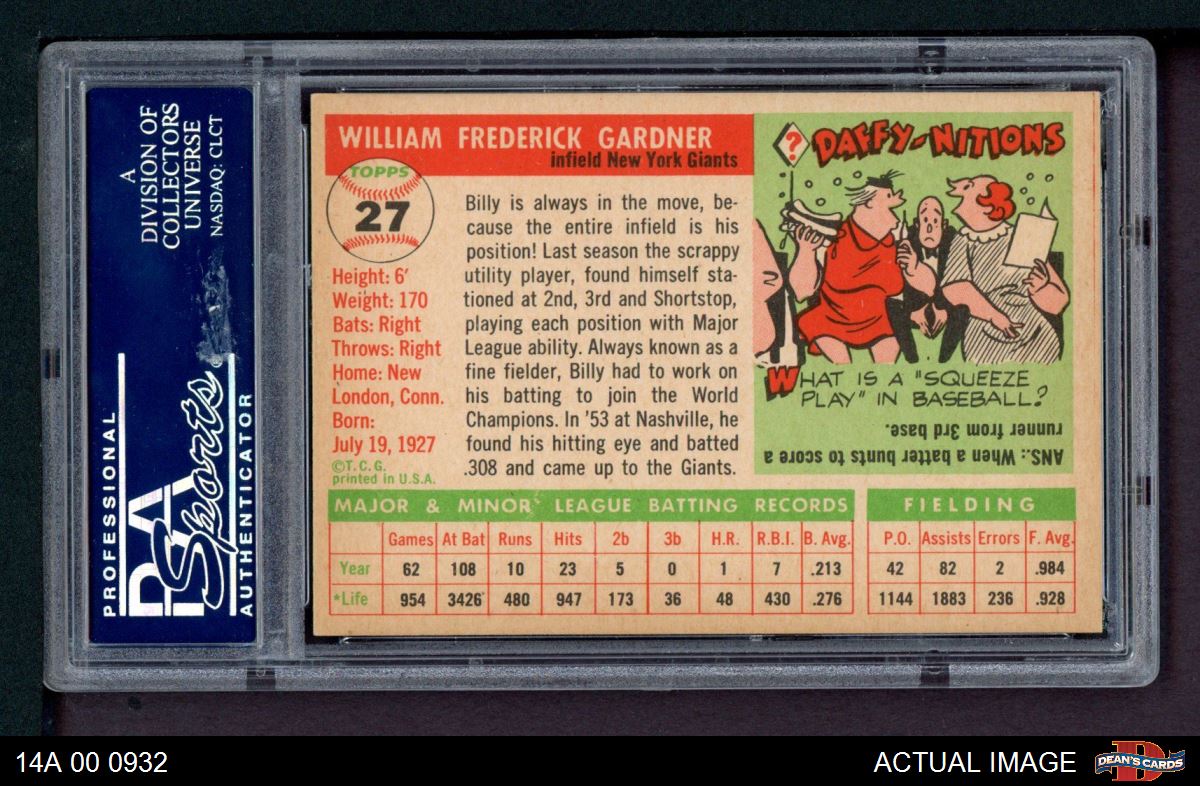 A
DIVISION OF
COLLECTORS
UNIVERSE
NASDAQ: CLCT
PROFESSIONAL
PSA
Sports
AUTHENTICATOR
WILLIAM FREDERICK GARDNER
infield New York Giants
TOPPS
27
Height: 6'
Weight: 170
Bats: Right
Throws: Right
Home: New
London, Conn.
Born:
July 19, 1927
©T.C.G.
printed in U.S.A.
Billy is always in the move, be-
cause the entire infield is his
position! Last season the scrappy
utility player, found himself sta-
tioned at 2nd, 3rd and Shortstop,
playing each position with Major
League ability. Always known as a
fine fielder, Billy had to work on
his batting to join the World
Champions. In '53 at Nashville, he
found his hitting eye and batted
.308 and came up to the Giants.
? DAFFY-NITIONS
WHAT IS A "SQUEEZE
PLAY" IN BASEBALL?
ANS.: When a batter bunts to score a
runner from 3rd base.
MAJOR & MINOR LEAGUE BATTING RECORDS FIELDING
Games At Bat Runs Hits 2b 3b H.R. R.B.I. B. Avg. P.O. Assists Errors F. Avg.
Year 62 108 10 23 5 0 1 7 .213 42 82 2 .984
*Life 954 3426 480 947 173 36 48 430 .276 1144 1883 236 .928
14A 00 0932
ACTUAL IMAGE
D
DEAN'S CARDS